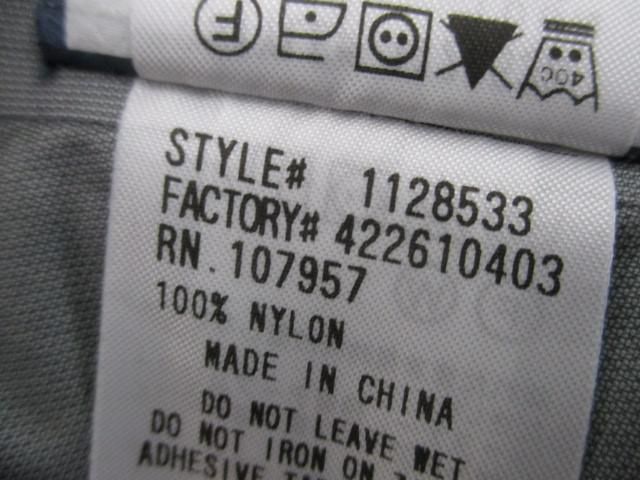 STYLE# 1128533
FACTORY# 422610403
RN. 107957
100% NYLON
MADE IN CHINA
DO NOT LEAVE WET
DO NOT IRON ON
ADHESIVE
F
40C